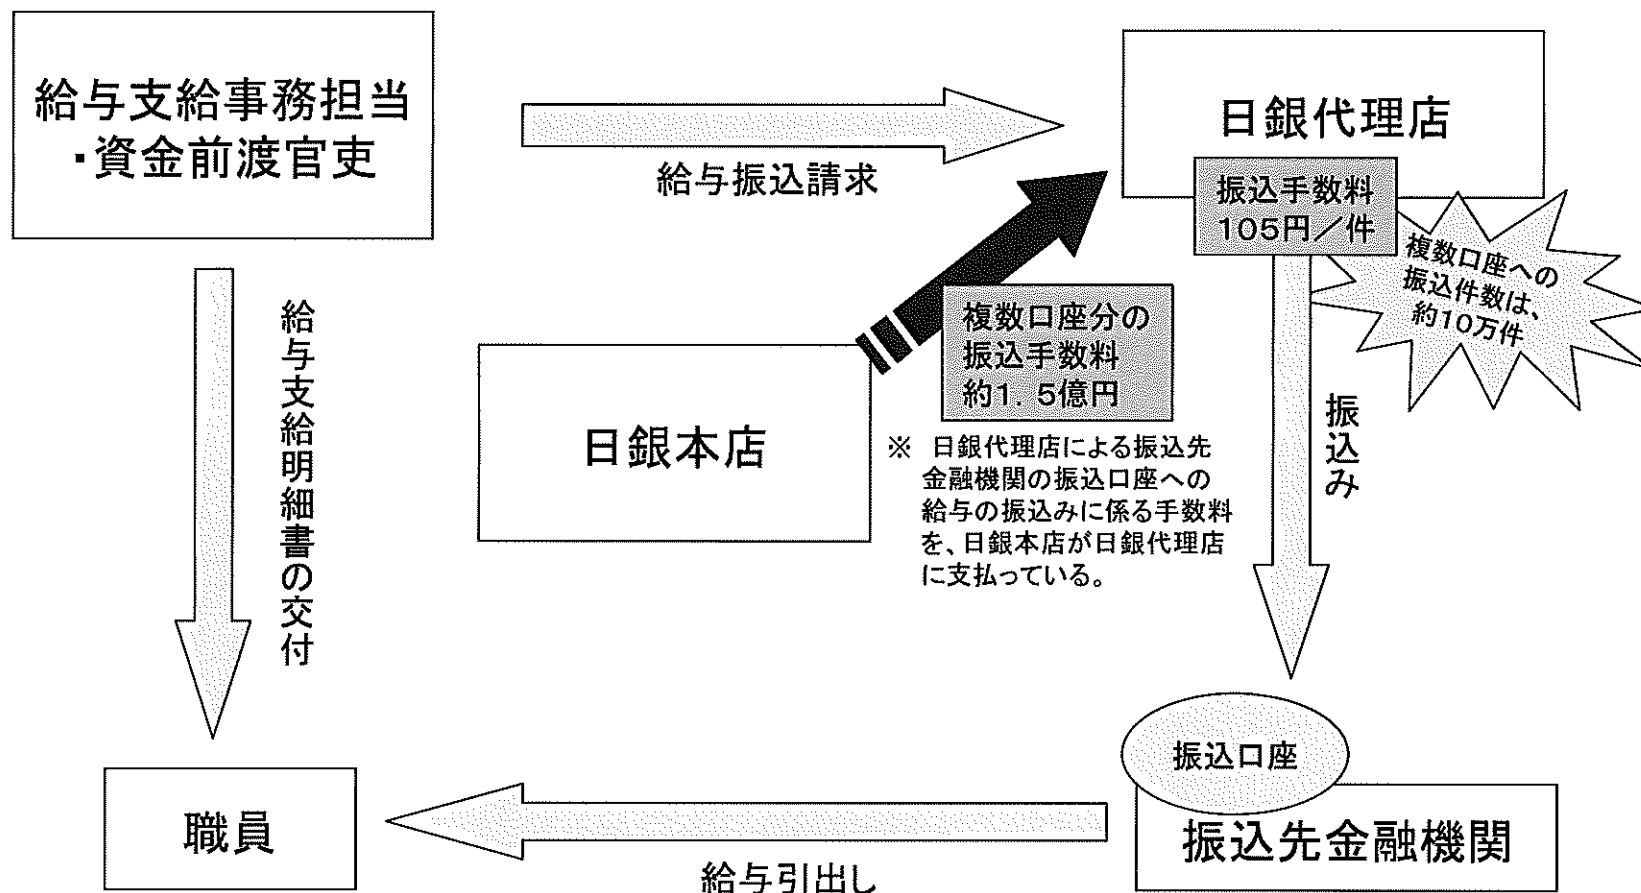 給与支給事務担当
・資金前渡官吏
給与振込請求
日銀代理店
振込手数料
105円／件
複数口座への
振込件数は、
約10万件
給与支給明細書の交付
複数口座分の
振込手数料
約1．5億円
日銀本店
※ 日銀代理店による振込先
金融機関の振込口座への
給与の振込みに係る手数料
を、日銀本店が日銀代理店
に支払っている。
振込み
振込口座
振込先金融機関
職員
給与引出し